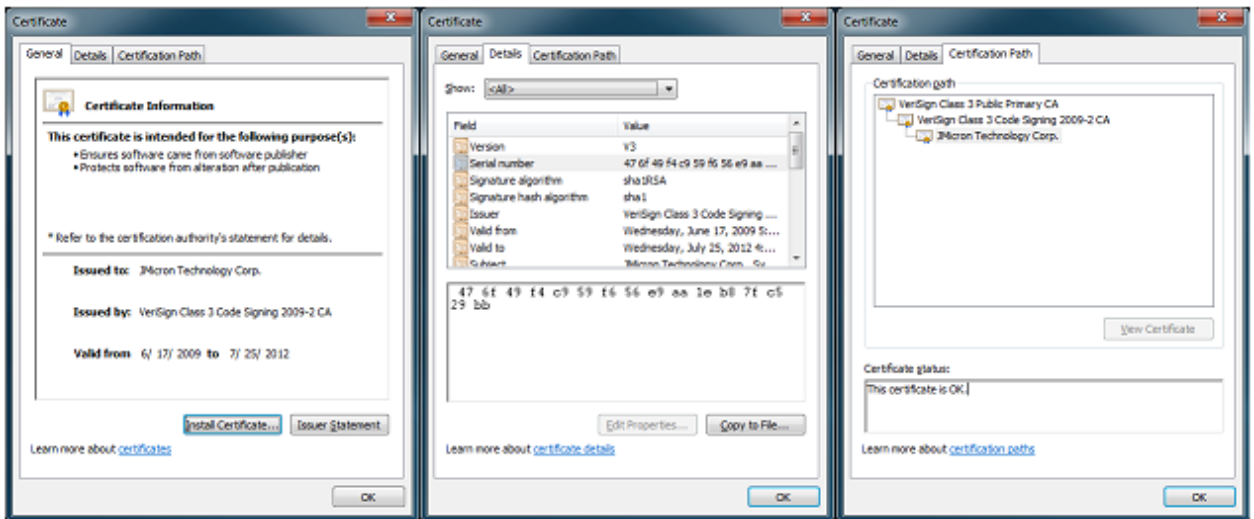 Certificate
General Details Certification Path
Certificate Information
This certificate is intended for the following purpose(s):
• Ensures software came from software publisher
• Protects software from alteration after publication
* Refer to the certification authority's statement for details.
Issued to: JMicron Technology Corp.
Issued by: VeriSign Class 3 Code Signing 2009-2 CA
Valid from 6/ 17/ 2009 to 7/ 25/ 2012
Install Certificate... Issuer Statement
Learn more about certificates
OK
Certificate
General Details Certification Path
Show: <All>
Field Value
Version V3
Serial number 47 6f 49 f4 c9 59 f6 56 e9 aa ....
Signature algorithm sha1RSA
Signature hash algorithm sha1
Issuer VeriSign Class 3 Code Signing ....
Valid from Wednesday, June 17, 2009 5:...
Valid to Wednesday, July 25, 2012 4:...
Subject JMicron Technology Corp., Sy...
47 6f 49 f4 c9 59 f6 56 e9 aa 1e b8 7f c5
29 bb
Edit Properties... Copy to File...
Learn more about certificate details
OK
Certificate
General Details Certification Path
Certification path
VeriSign Class 3 Public Primary CA
VeriSign Class 3 Code Signing 2009-2 CA
JMicron Technology Corp.
View Certificate
Certificate status:
This certificate is OK.
Learn more about certification paths
OK